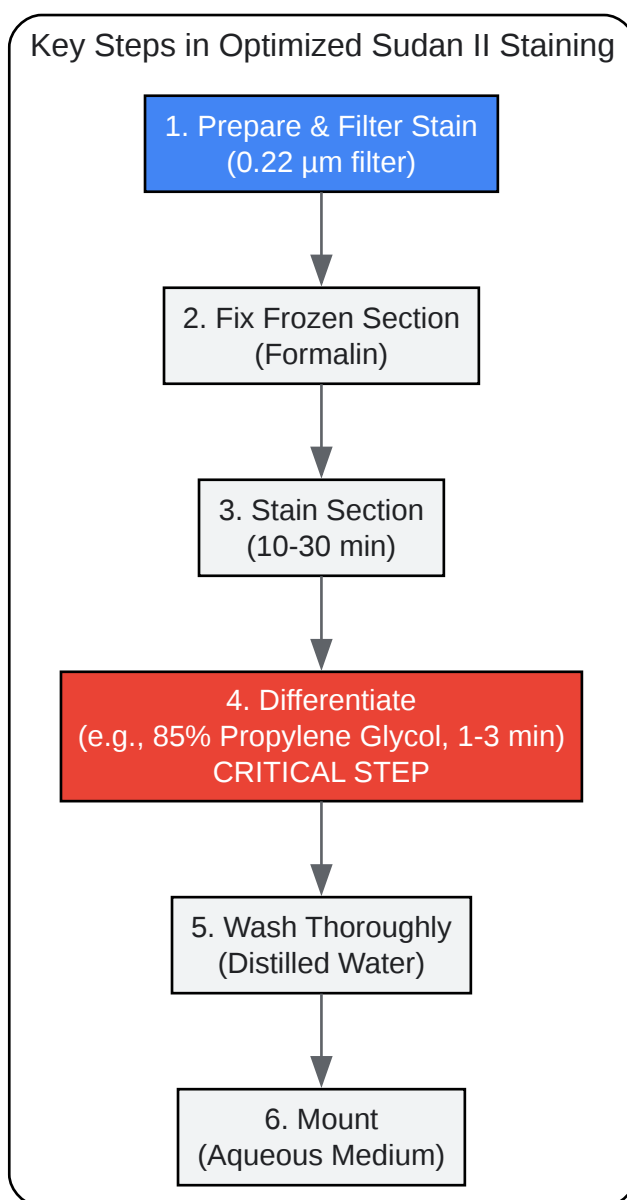 Key Steps in Optimized Sudan II Staining
1. Prepare & Filter Stain
(0.22 µm filter)
2. Fix Frozen Section
(Formalin)
3. Stain Section
(10-30 min)
4. Differentiate
(e.g., 85% Propylene Glycol, 1-3 min)
CRITICAL STEP
5. Wash Thoroughly
(Distilled Water)
6. Mount
(Aqueous Medium)